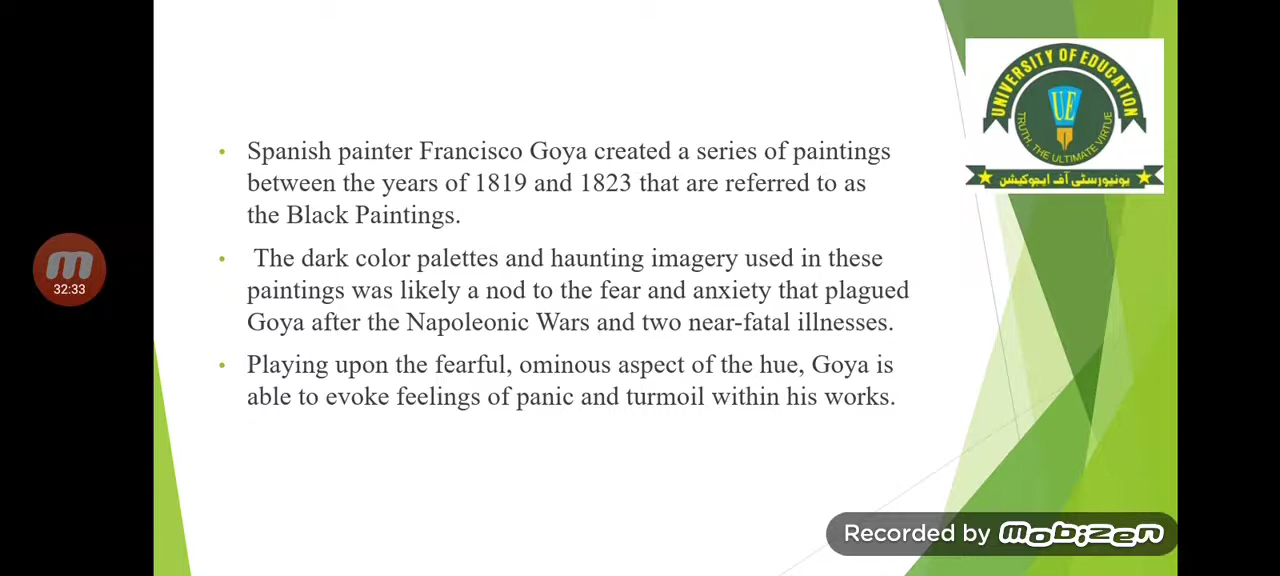 UNIVERSITY OF EDUCATION
UE
TRUTH, THE ULTIMATE VIRTUE
یونیورسٹی آف ایجوکیشن
• Spanish painter Francisco Goya created a series of paintings
between the years of 1819 and 1823 that are referred to as
the Black Paintings.
• The dark color palettes and haunting imagery used in these
paintings was likely a nod to the fear and anxiety that plagued
Goya after the Napoleonic Wars and two near-fatal illnesses.
• Playing upon the fearful, ominous aspect of the hue, Goya is
able to evoke feelings of panic and turmoil within his works.
m
32:33
Recorded by Mobizen